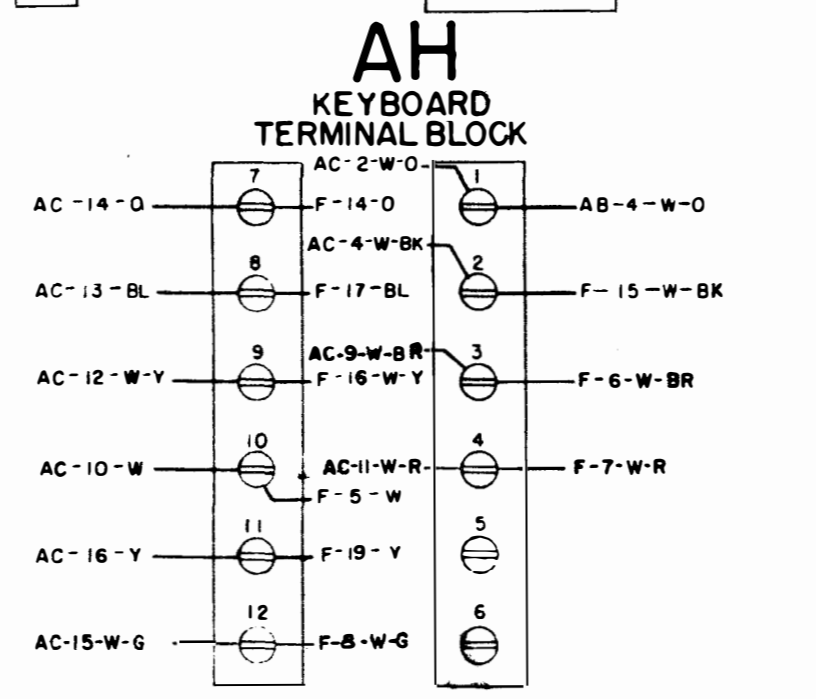 AH
KEYBOARD
TERMINAL BLOCK
AC-2-W-O
7
1
AC-14-O
F-14-O
AB-4-W-O
AC-4-W-BK
8
2
AC-13-BL
F-17-BL
F-15-W-BK
9
AC-9-W-BR
3
AC-12-W-Y
F-16-W-Y
F-6-W-BR
10
4
AC-10-W
AC-11-W-R
F-7-W-R
F-5-W
11
5
AC-16-Y
F-19-Y
12
6
AC-15-W-G
F-8-W-G